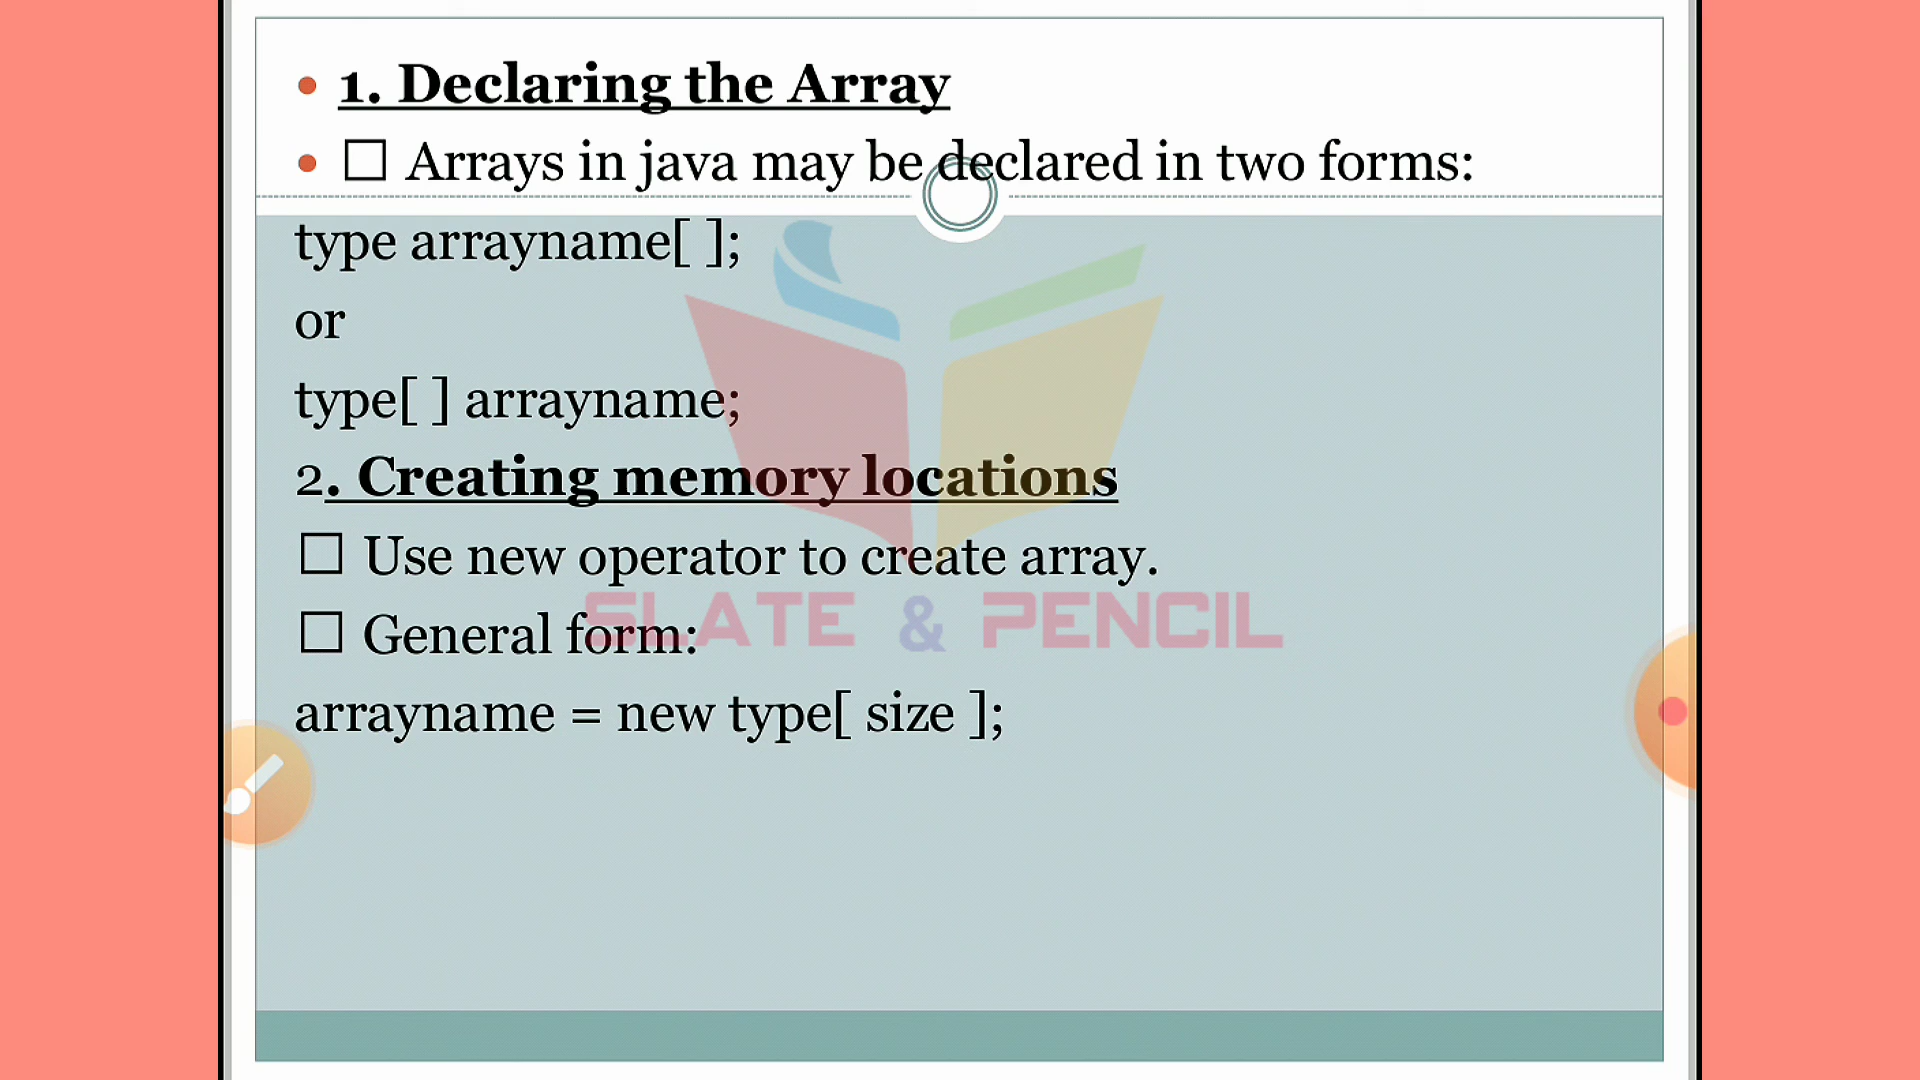 • 1. Declaring the Array
• □ Arrays in java may be declared in two forms:
type arrayname[ ];
or
type[ ] arrayname;
2. Creating memory locations
□ Use new operator to create array.
□ General form:
SLATE & PENCIL
arrayname = new type[ size ];